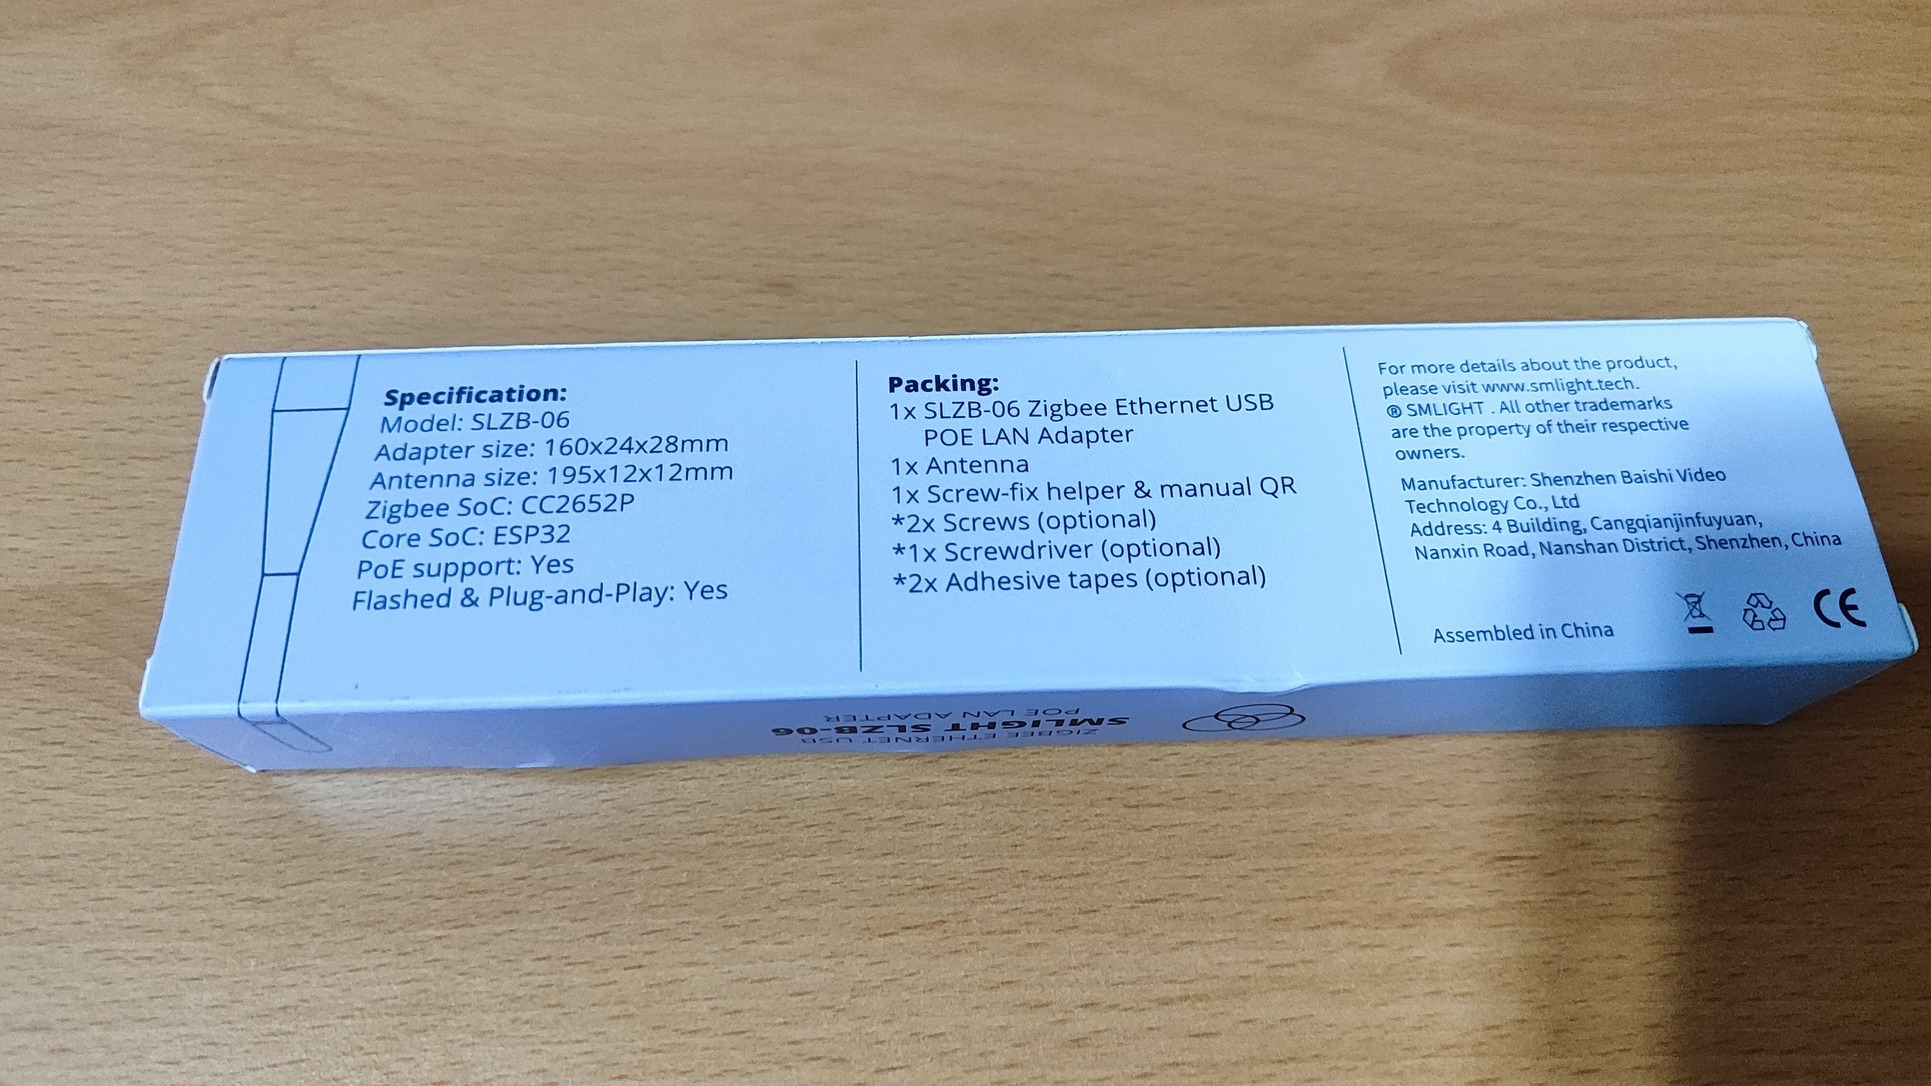 Specification:
Model: SLZB-06
Adapter size: 160x24x28mm
Antenna size: 195x12x12mm
Zigbee SoC: CC2652P
Core SoC: ESP32
PoE support: Yes
Flashed & Plug-and-Play: Yes
Packing:
1x SLZB-06 Zigbee Ethernet USB
POE LAN Adapter
1x Antenna
1x Screw-fix helper & manual QR
*2x Screws (optional)
*1x Screwdriver (optional)
*2x Adhesive tapes (optional)
For more details about the product,
please visit www.smlight.tech.
® SMLIGHT . All other trademarks
are the property of their respective
owners.
Manufacturer: Shenzhen Baishi Video
Technology Co., Ltd
Address: 4 Building, Cangqianjinfuyuan,
Nanxin Road, Nanshan District, Shenzhen, China
Assembled in China
CE
ZIGBEE ETHERNET USB
SMLIGHT SLZB-06
POE LAN ADAPTER